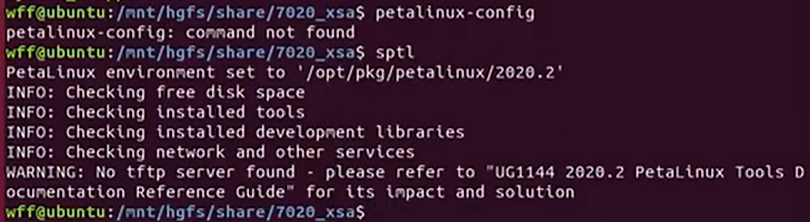 wff@ubuntu:/mnt/hgfs/share/7020_xsa$ petalinux-config
petalinux-config: command not found
wff@ubuntu:/mnt/hgfs/share/7020_xsa$ sptl
PetaLinux environment set to '/opt/pkg/petalinux/2020.2'
INFO: Checking free disk space
INFO: Checking installed tools
INFO: Checking installed development libraries
INFO: Checking network and other services
WARNING: No tftp server found - please refer to "UG1144 2020.2 PetaLinux Tools D
ocumentation Reference Guide" for its impact and solution
wff@ubuntu:/mnt/hgfs/share/7020_xsa$